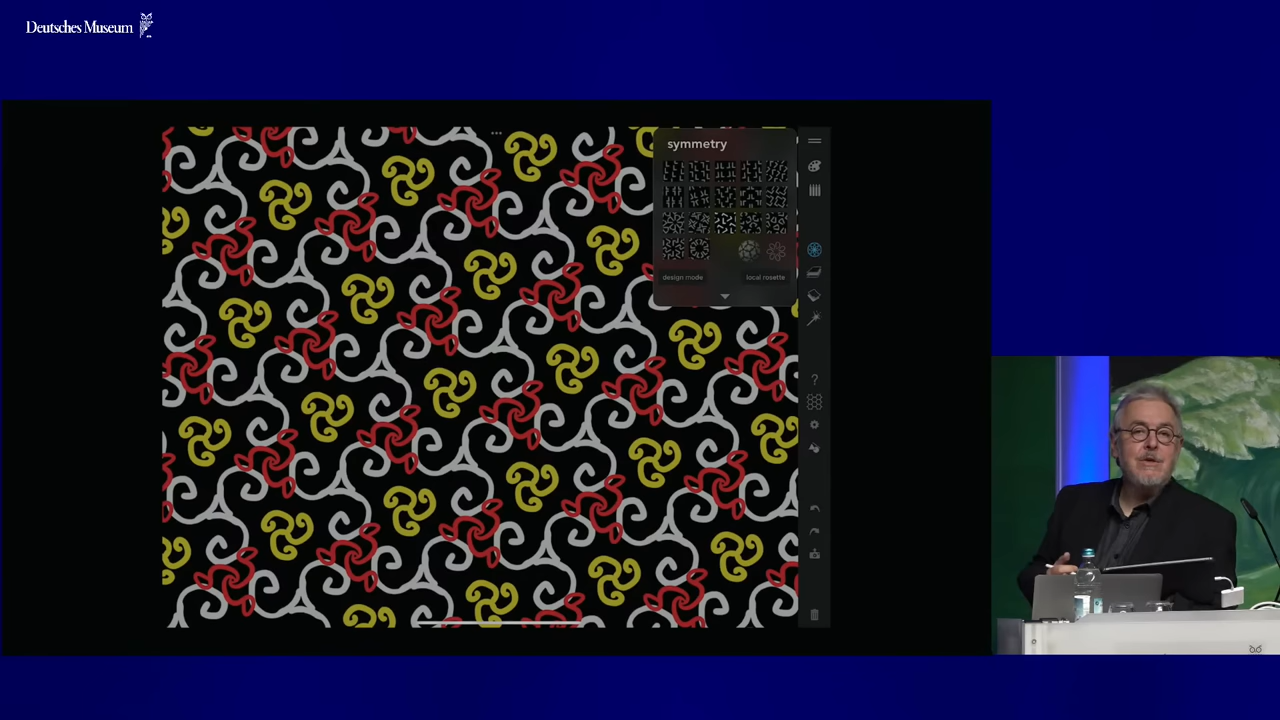 Deutsches Museum
symmetry
design mode
local rosette
?